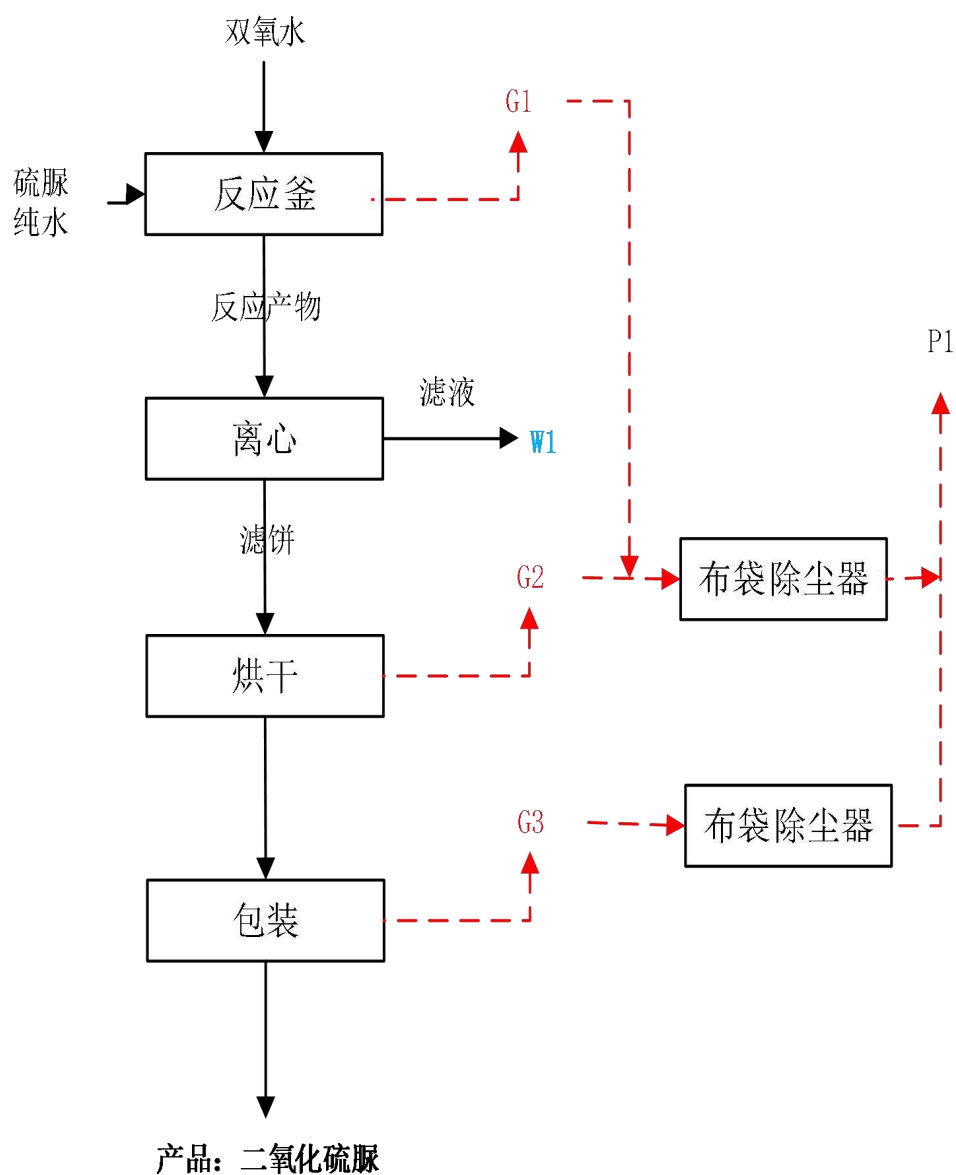 双氧水
G1
硫脲
纯水
反应釜
反应产物
P1
滤液
离心
W1
滤饼
G2
布袋除尘器
烘干
G3
布袋除尘器
包装
产品：二氧化硫脲